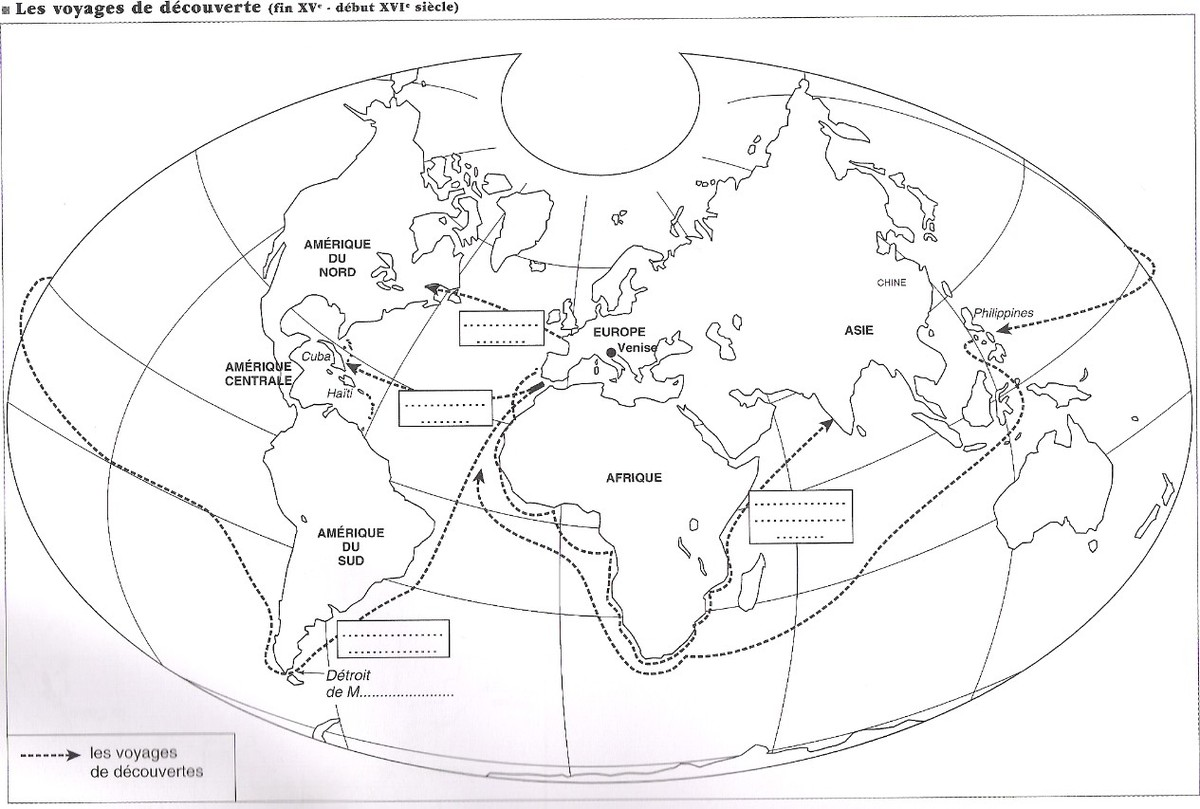 Les voyages de découverte (fin XVe - début XVIe siècle)
AMÉRIQUE
DU
NORD
CHINE
Philippines
EUROPE
Venise
ASIE
Cuba
AMÉRIQUE
CENTRALE
Haïti
AFRIQUE
AMÉRIQUE
DU
SUD
Détroit
de M........................
les voyages
de découvertes